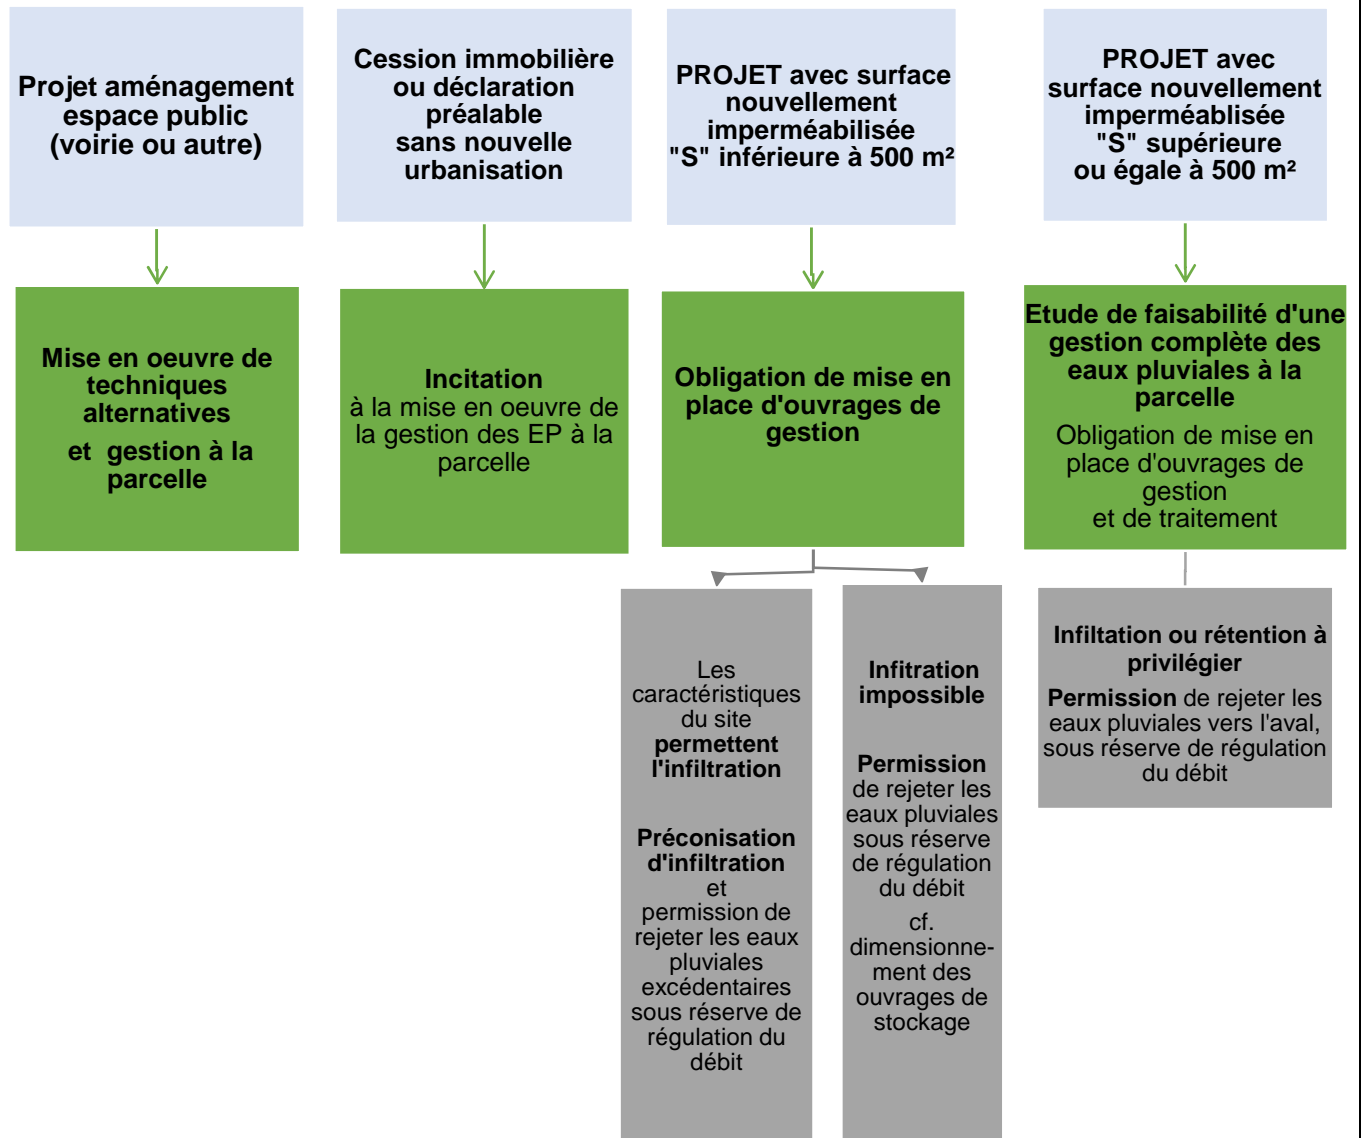 Projet aménagement
espace public
(voirie ou autre)
Cession immobilière
ou déclaration
préalable
sans nouvelle
urbanisation
PROJET avec surface
nouvellement
imperméabilisée
"S" inférieure à 500 m²
PROJET avec
surface nouvellement
imperméablisée
"S" supérieure
ou égale à 500 m²
Mise en oeuvre de
techniques
alternatives
et gestion à la
parcelle
Incitation
à la mise en oeuvre de
la gestion des EP à la
parcelle
Obligation de mise en
place d'ouvrages de
gestion
Etude de faisabilité d'une
gestion complète des
eaux pluviales à la
parcelle
Obligation de mise en
place d'ouvrages de
gestion
et de traitement
Les
caractéristiques
du site
permettent
l'infiltration
Préconisation
d'infiltration
et
permission de
rejeter les eaux
pluviales
excédentaires
sous réserve de
régulation du
débit
Infitration
impossible
Permission
de rejeter les
eaux pluviales
sous réserve
de régulation
du débit
cf.
dimensionne-
ment des
ouvrages de
stockage
Infiltation ou rétention à
privilégier
Permission de rejeter les
eaux pluviales vers l'aval,
sous réserve de régulation
du débit